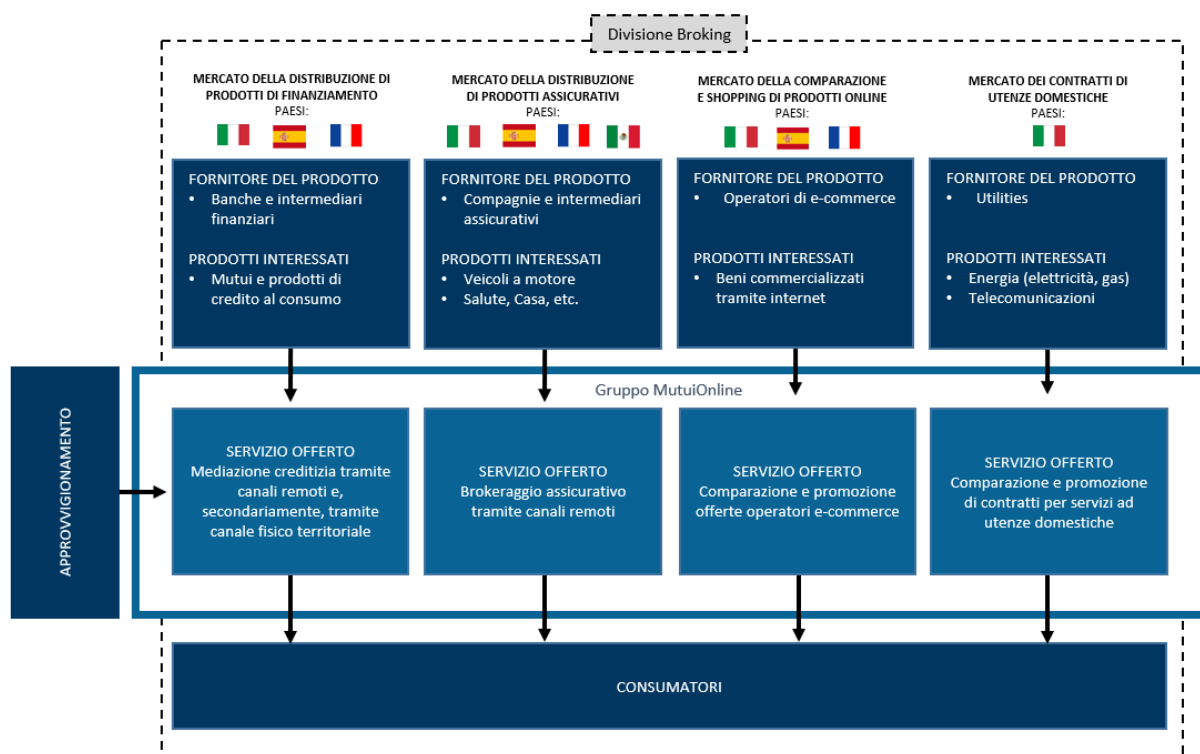 Divisione Broking
MERCATO DELLA DISTRIBUZIONE DI
PRODOTTI DI FINANZIAMENTO
PAESI:
MERCATO DELLA DISTRIBUZIONE
DI PRODOTTI ASSICURATIVI
PAESI:
MERCATO DELLA COMPARAZIONE
E SHOPPING DI PRODOTTI ONLINE
PAESI:
MERCATO DEI CONTRATTI DI
UTENZE DOMESTICHE
PAESI:
FORNITORE DEL PRODOTTO
• Banche e intermediari
finanziari
PRODOTTI INTERESSATI
• Mutui e prodotti di
credito al consumo
FORNITORE DEL PRODOTTO
• Compagnie e intermediari
assicurativi
PRODOTTI INTERESSATI
• Veicoli a motore
• Salute, Casa, etc.
FORNITORE DEL PRODOTTO
• Operatori di e-commerce
PRODOTTI INTERESSATI
• Beni commercializzati
tramite internet
FORNITORE DEL PRODOTTO
• Utilities
PRODOTTI INTERESSATI
• Energia (elettricità, gas)
• Telecomunicazioni
Gruppo MutuiOnline
APPROVVIGIONAMENTO
SERVIZIO OFFERTO
Mediazione creditizia tramite
canali remoti e,
secondariamente, tramite
canale fisico territoriale
SERVIZIO OFFERTO
Brokeraggio assicurativo
tramite canali remoti
SERVIZIO OFFERTO
Comparazione e promozione
offerte operatori e-commerce
SERVIZIO OFFERTO
Comparazione e promozione
di contratti per servizi ad
utenze domestiche
CONSUMATORI